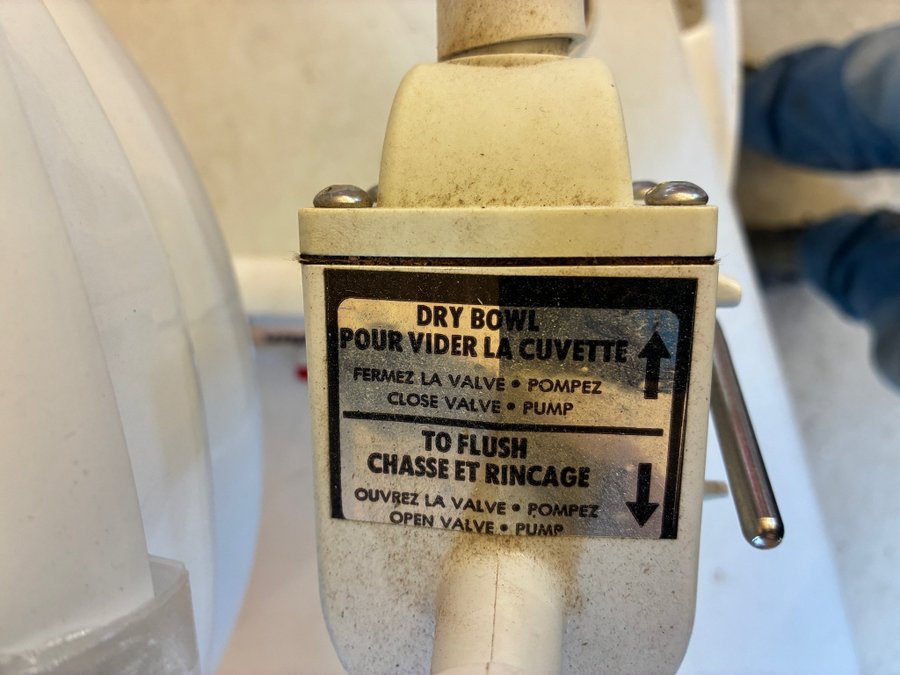 DRY BOWL
POUR VIDER LA CUVETTE
FERMEZ LA VALVE • POMPEZ
CLOSE VALVE • PUMP
TO FLUSH
CHASSE ET RINCAGE
OUVREZ LA VALVE • POMPEZ
OPEN VALVE • PUMP